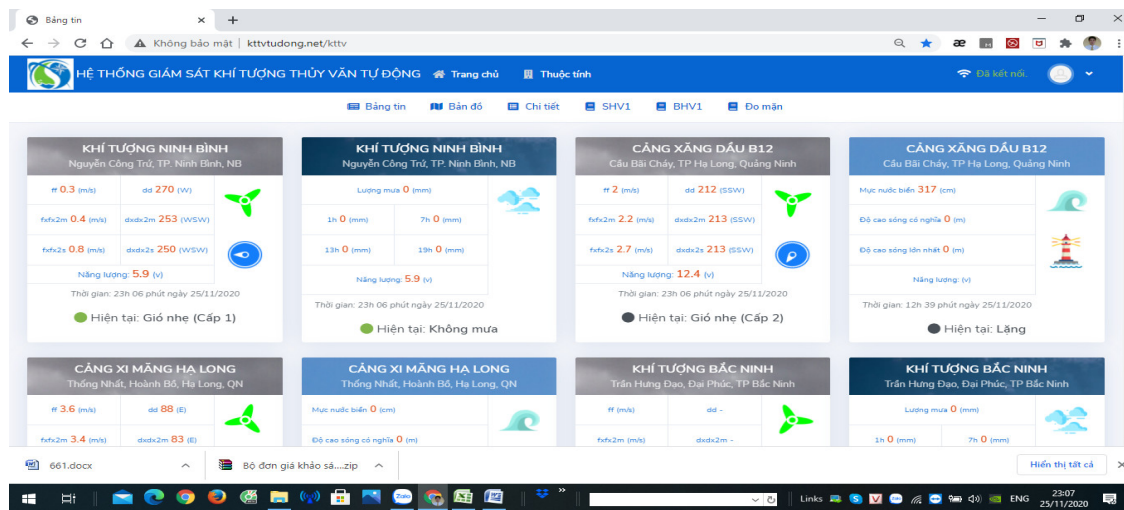 Bảng tin
Không bảo mật | kttvtudong.net/kttv
HỆ THỐNG GIÁM SÁT KHÍ TƯỢNG THỦY VĂN TỰ ĐỘNG Trang chủ Thuộc tính Đã kết nối.
Bảng tin Bản đồ Chi tiết SHV1 BHV1 Đo mặn
KHÍ TƯỢNG NINH BÌNH
Nguyễn Công Trứ, TP. Ninh Bình, NB
ff 0.3 (m/s) dd 270 (W)
fxfx2m 0.4 (m/s) dxdx2m 253 (WSW)
fxfx2s 0.8 (m/s) dxdx2s 250 (WSW)
Năng lượng: 5.9 (v)
Thời gian: 23h 06 phút ngày 25/11/2020
Hiện tại: Gió nhẹ (Cấp 1)
KHÍ TƯỢNG NINH BÌNH
Nguyễn Công Trứ, TP. Ninh Bình, NB
Lượng mưa 0 (mm)
1h 0 (mm) 7h 0 (mm)
13h 0 (mm) 19h 0 (mm)
Năng lượng: 5.9 (v)
Thời gian: 23h 06 phút ngày 25/11/2020
Hiện tại: Không mưa
CẢNG XĂNG DẦU B12
Cầu Bãi Cháy, TP Hạ Long, Quảng Ninh
ff 2 (m/s) dd 212 (SSW)
fxfx2m 2.2 (m/s) dxdx2m 213 (SSW)
fxfx2s 2.7 (m/s) dxdx2s 213 (SSW)
Năng lượng: 12.4 (v)
Thời gian: 23h 06 phút ngày 25/11/2020
Hiện tại: Gió nhẹ (Cấp 2)
CẢNG XĂNG DẦU B12
Cầu Bãi Cháy, TP Hạ Long, Quảng Ninh
Mực nước biển 317 (cm)
Độ cao sóng có nghĩa 0 (m)
Độ cao sóng lớn nhất 0 (m)
Năng lượng: (v)
Thời gian: 12h 39 phút ngày 25/11/2020
Hiện tại: Lặng
CẢNG XI MĂNG HẠ LONG
Thống Nhất, Hoành Bồ, Hạ Long, QN
ff 3.6 (m/s) dd 88 (E)
fxfx2m 3.4 (m/s) dxdx2m 83 (E)
CẢNG XI MĂNG HẠ LONG
Thống Nhất, Hoành Bồ, Hạ Long, QN
Mực nước biển 0 (cm)
Độ cao sóng có nghĩa 0 (m)
KHÍ TƯỢNG BẮC NINH
Trần Hưng Đạo, Đại Phúc, TP Bắc Ninh
ff (m/s) dd -
fxfx2m (m/s) dxdx2m -
KHÍ TƯỢNG BẮC NINH
Trần Hưng Đạo, Đại Phúc, TP Bắc Ninh
Lượng mưa 0 (mm)
1h 0 (mm) 7h 0 (mm)
661.docx Bộ đơn giá khảo sá....zip Hiển thị tất cả
Zalo Links ENG 23:07
25/11/2020